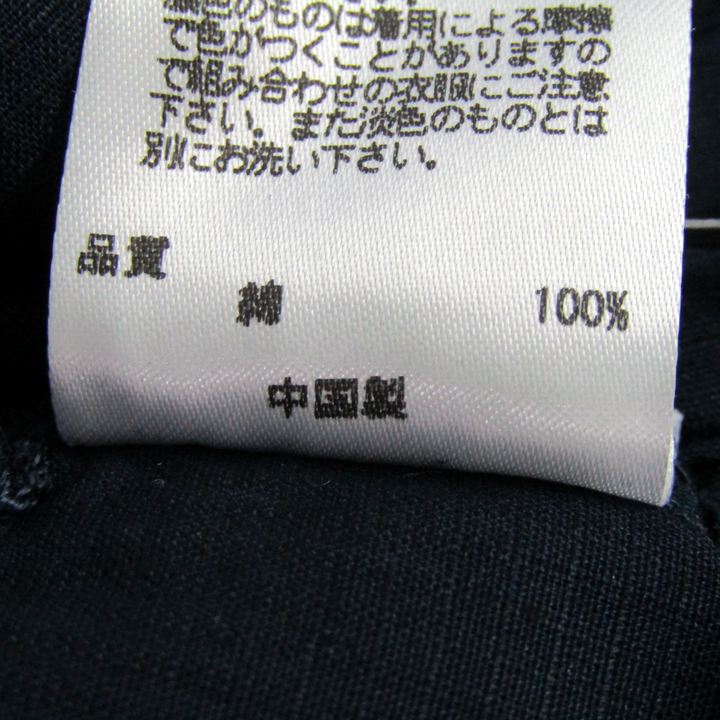 濃色のものは着用による摩擦
で色がつくことがありますの
で組み合わせの衣服にご注意
下さい。また淡色のものとは
別にお洗い下さい。
品質
綿 100%
中国製